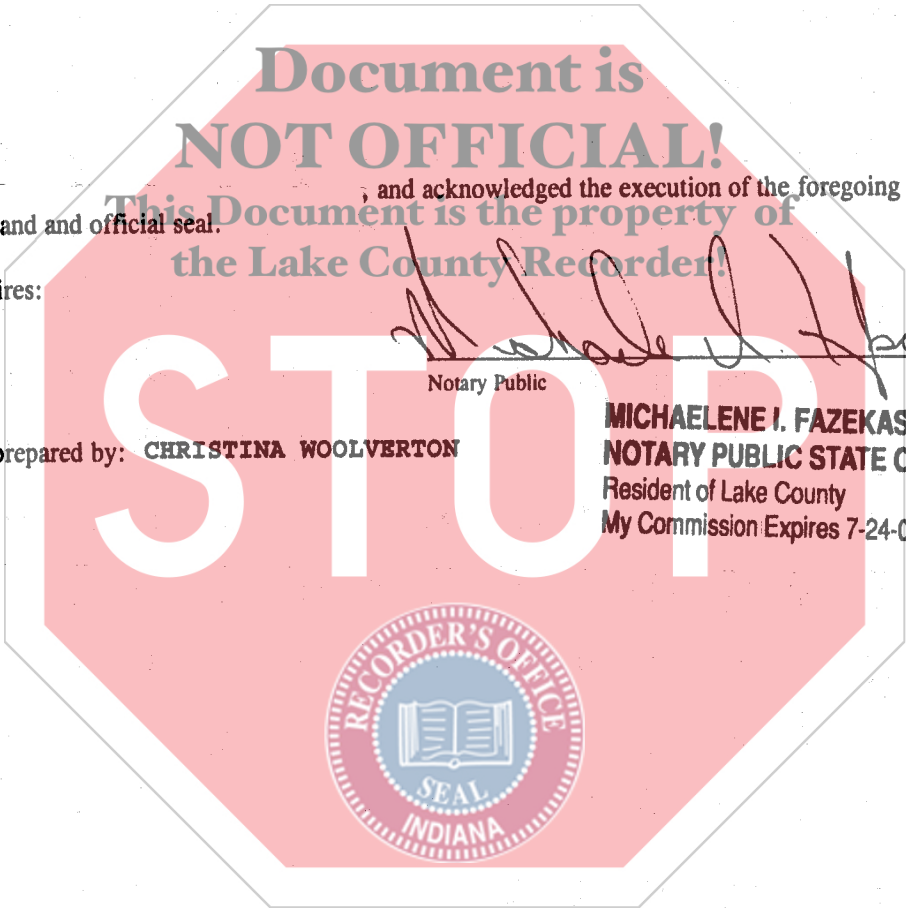 Document is
NOT OFFICIAL!
, and acknowledged the execution of the foregoing
This Document is the property of
and and official seal.
the Lake County Recorder!
ires:
STOP
Notary Public
MICHAELENE I. FAZEKAS
prepared by: CHRISTINA WOOLVERTON
NOTARY PUBLIC STATE O
Resident of Lake County
My Commission Expires 7-24-0
RECORDER'S OFFICE
SEAL
INDIANA